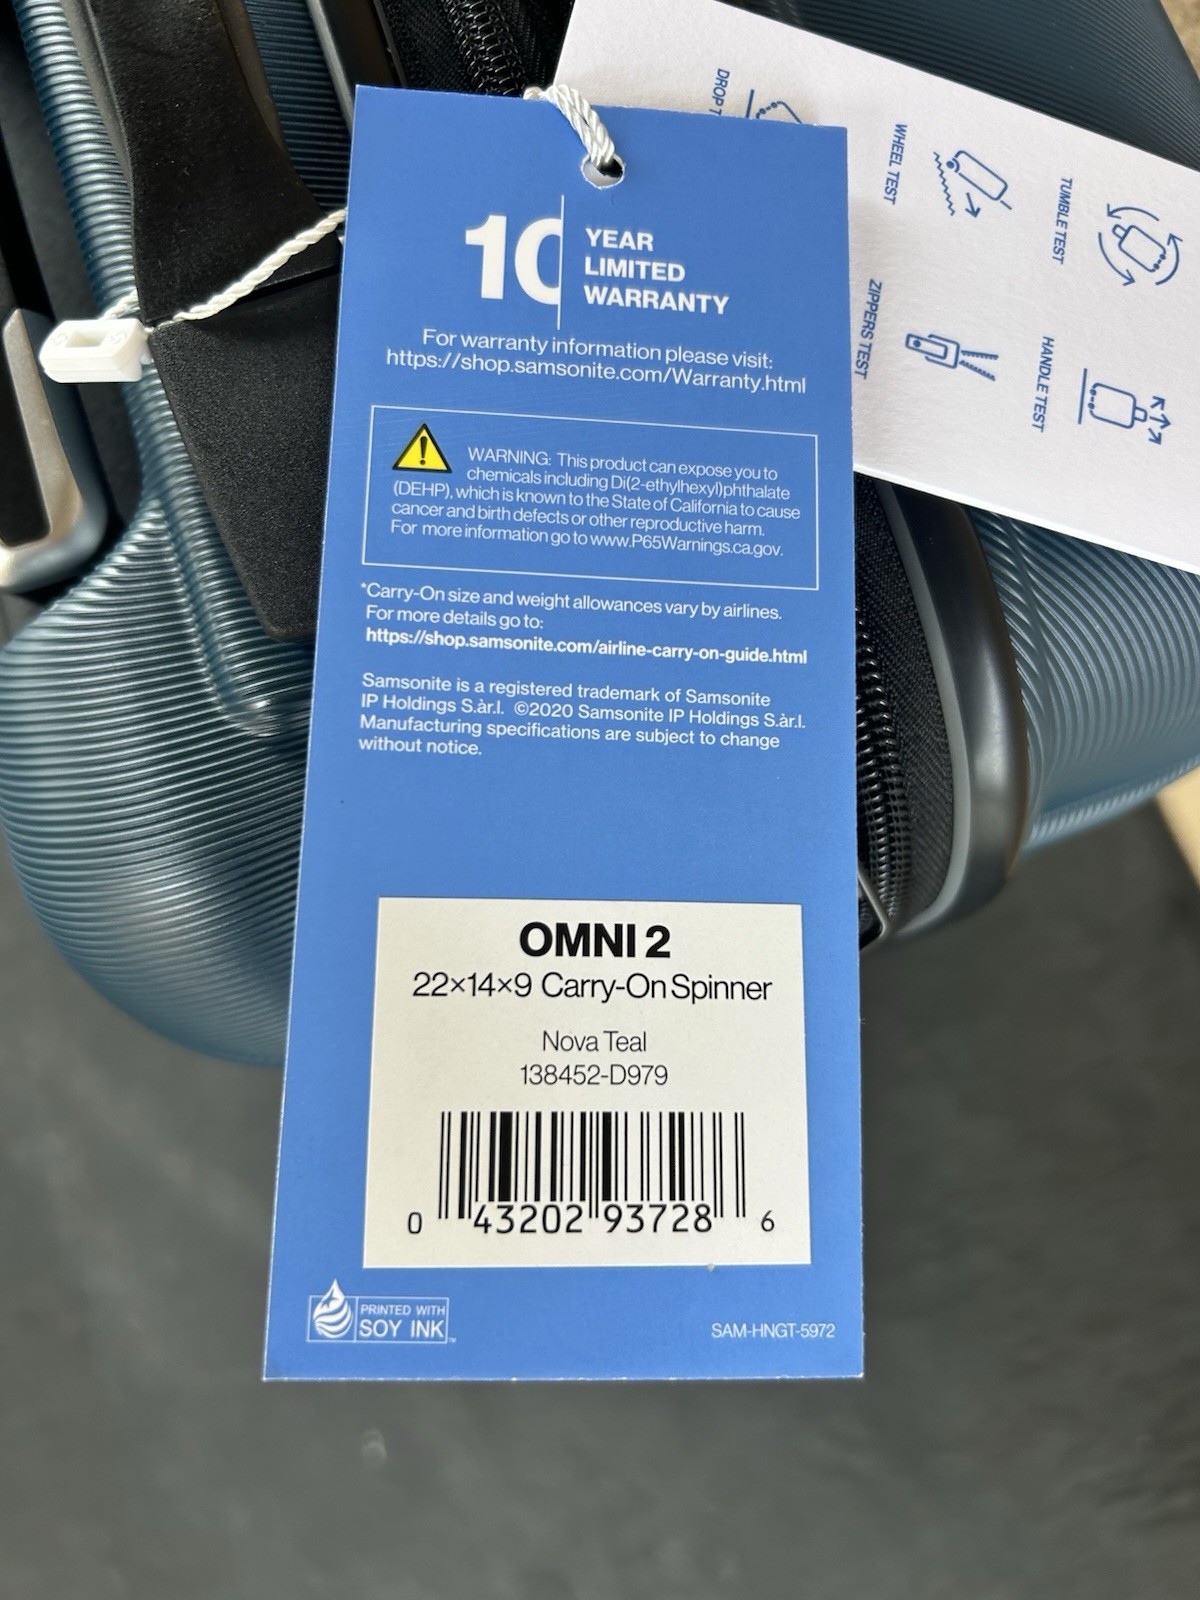 10
YEAR
LIMITED
WARRANTY
For warranty information please visit:
https://shop.samsonite.com/Warranty.html
WARNING: This product can expose you to
chemicals including Di(2-ethylhexyl)phthalate
(DEHP), which is known to the State of California to cause
cancer and birth defects or other reproductive harm.
For more information go to www.P65Warnings.ca.gov.
*Carry-On size and weight allowances vary by airlines.
For more details go to:
https://shop.samsonite.com/airline-carry-on-guide.html
Samsonite is a registered trademark of Samsonite
IP Holdings S.àr.l. ©2020 Samsonite IP Holdings S.àr.l.
Manufacturing specifications are subject to change
without notice.
OMNI 2
22×14×9 Carry-On Spinner
Nova Teal
138452-D979
0 43202 93728 6
PRINTED WITH
SOY INK™
SAM-HNGT-5972
DROP T
WHEEL TEST
TUMBLE TEST
ZIPPERS TEST
HANDLE TEST